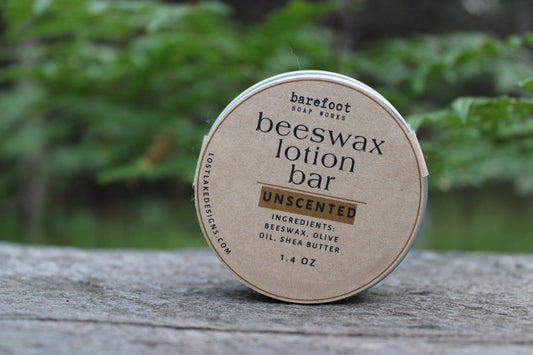 barefoot
SOAP WORKS
beeswax
lotion
bar
UNSCENTED
INGREDIENTS:
BEESWAX, OLIVE
OIL, SHEA BUTTER
1.4 OZ
LOSTLAKEDESIGNS.COM